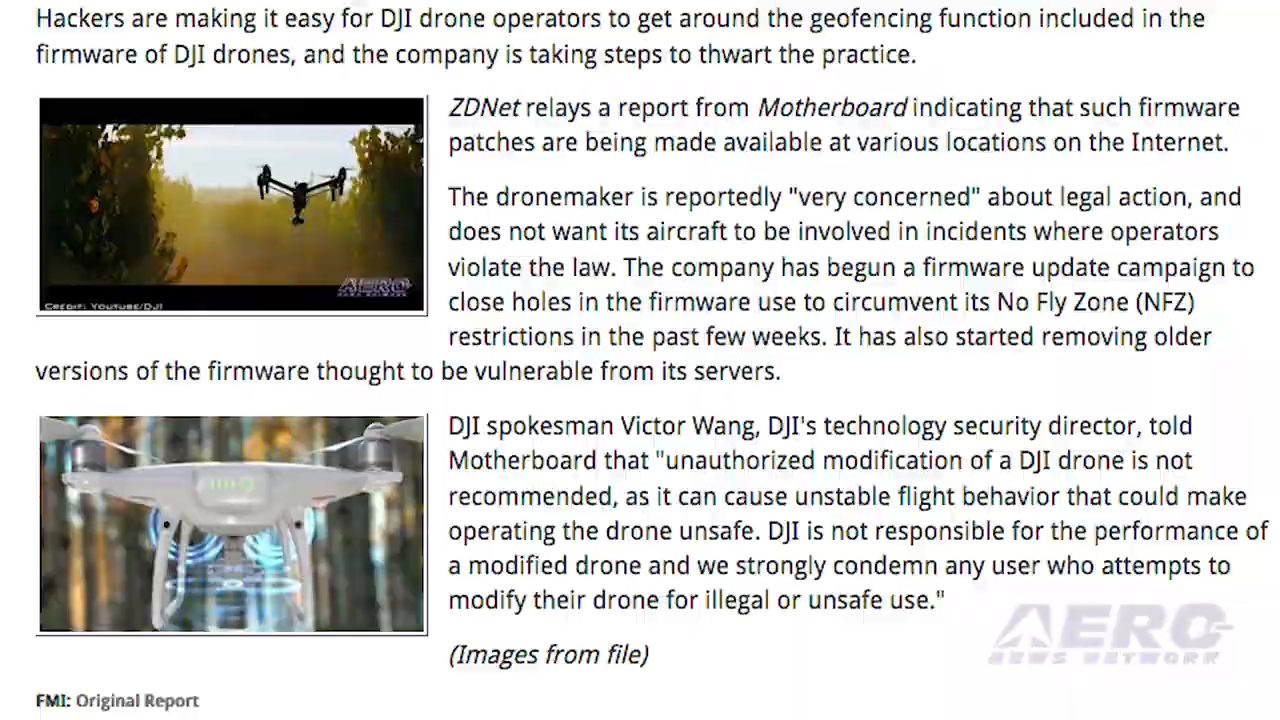 Hackers are making it easy for DJI drone operators to get around the geofencing function included in the
firmware of DJI drones, and the company is taking steps to thwart the practice.
ZDNet relays a report from Motherboard indicating that such firmware
patches are being made available at various locations on the Internet.
The dronemaker is reportedly "very concerned" about legal action, and
does not want its aircraft to be involved in incidents where operators
violate the law. The company has begun a firmware update campaign to
close holes in the firmware use to circumvent its No Fly Zone (NFZ)
restrictions in the past few weeks. It has also started removing older
versions of the firmware thought to be vulnerable from its servers.
AERO
NEWS NETWORK
Credit: YouTube/DJI
DJI spokesman Victor Wang, DJI's technology security director, told
Motherboard that "unauthorized modification of a DJI drone is not
recommended, as it can cause unstable flight behavior that could make
operating the drone unsafe. DJI is not responsible for the performance of
a modified drone and we strongly condemn any user who attempts to
modify their drone for illegal or unsafe use."
(Images from file)
AERO
NEWS NETWORK
FMI: Original Report